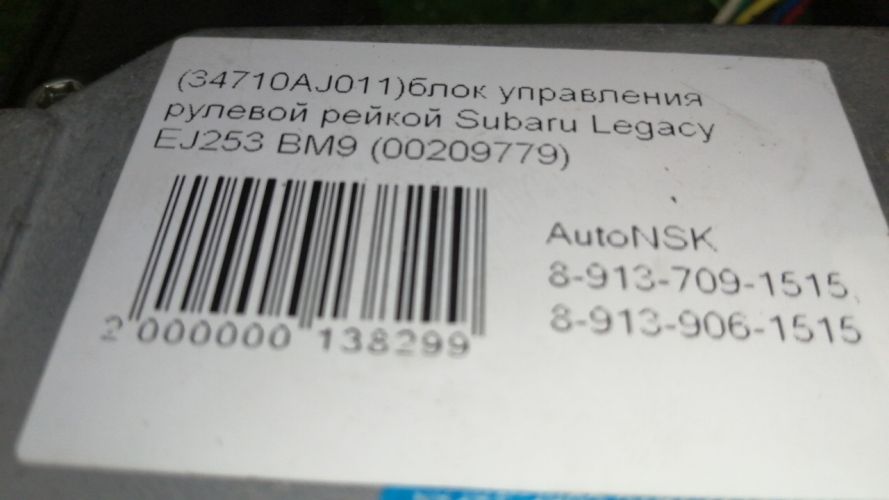 (34710AJ011)блок управления
рулевой рейкой Subaru Legacy
EJ253 BM9 (00209779)
AutoNSK
8-913-709-1515,
8-913-906-1515
2 000000 138299